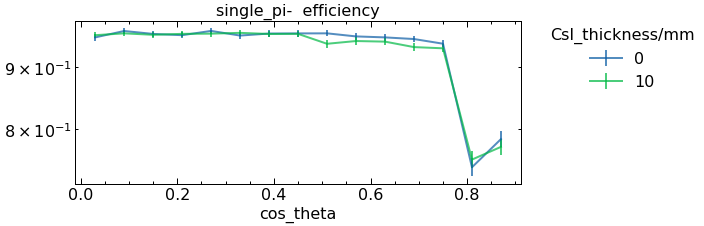 single_pi-  efficiency
CsI_thickness/mm
0
10
9 × 10⁻¹
8 × 10⁻¹
0.0 0.2 0.4 0.6 0.8
cos_theta